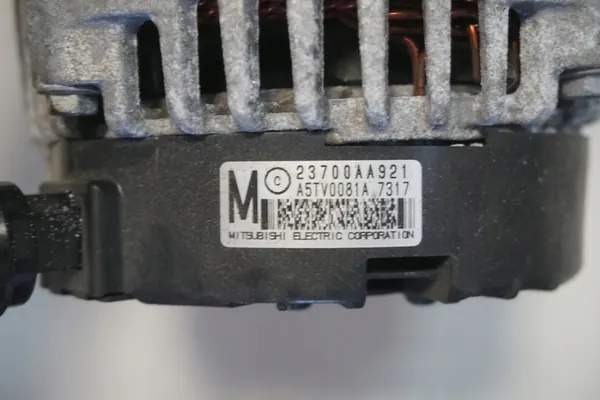 M © 23700AA921
A5TV0081A 7317
MITSUBISHI ELECTRIC CORPORATION